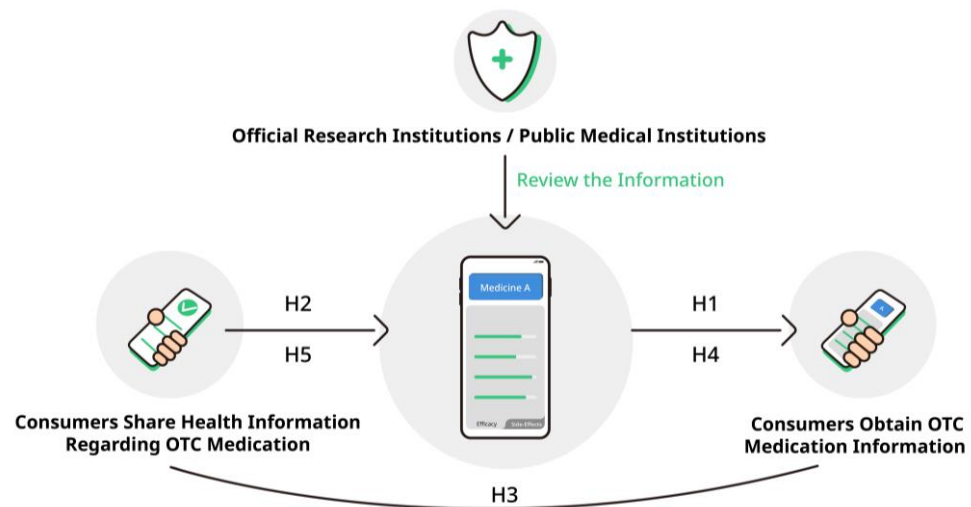 Official Research Institutions / Public Medical Institutions
Review the Information
Medicine A
H2
H5
H1
H4
A
Efficacy
Side-Effects
Consumers Share Health Information
Regarding OTC Medication
Consumers Obtain OTC
Medication Information
H3